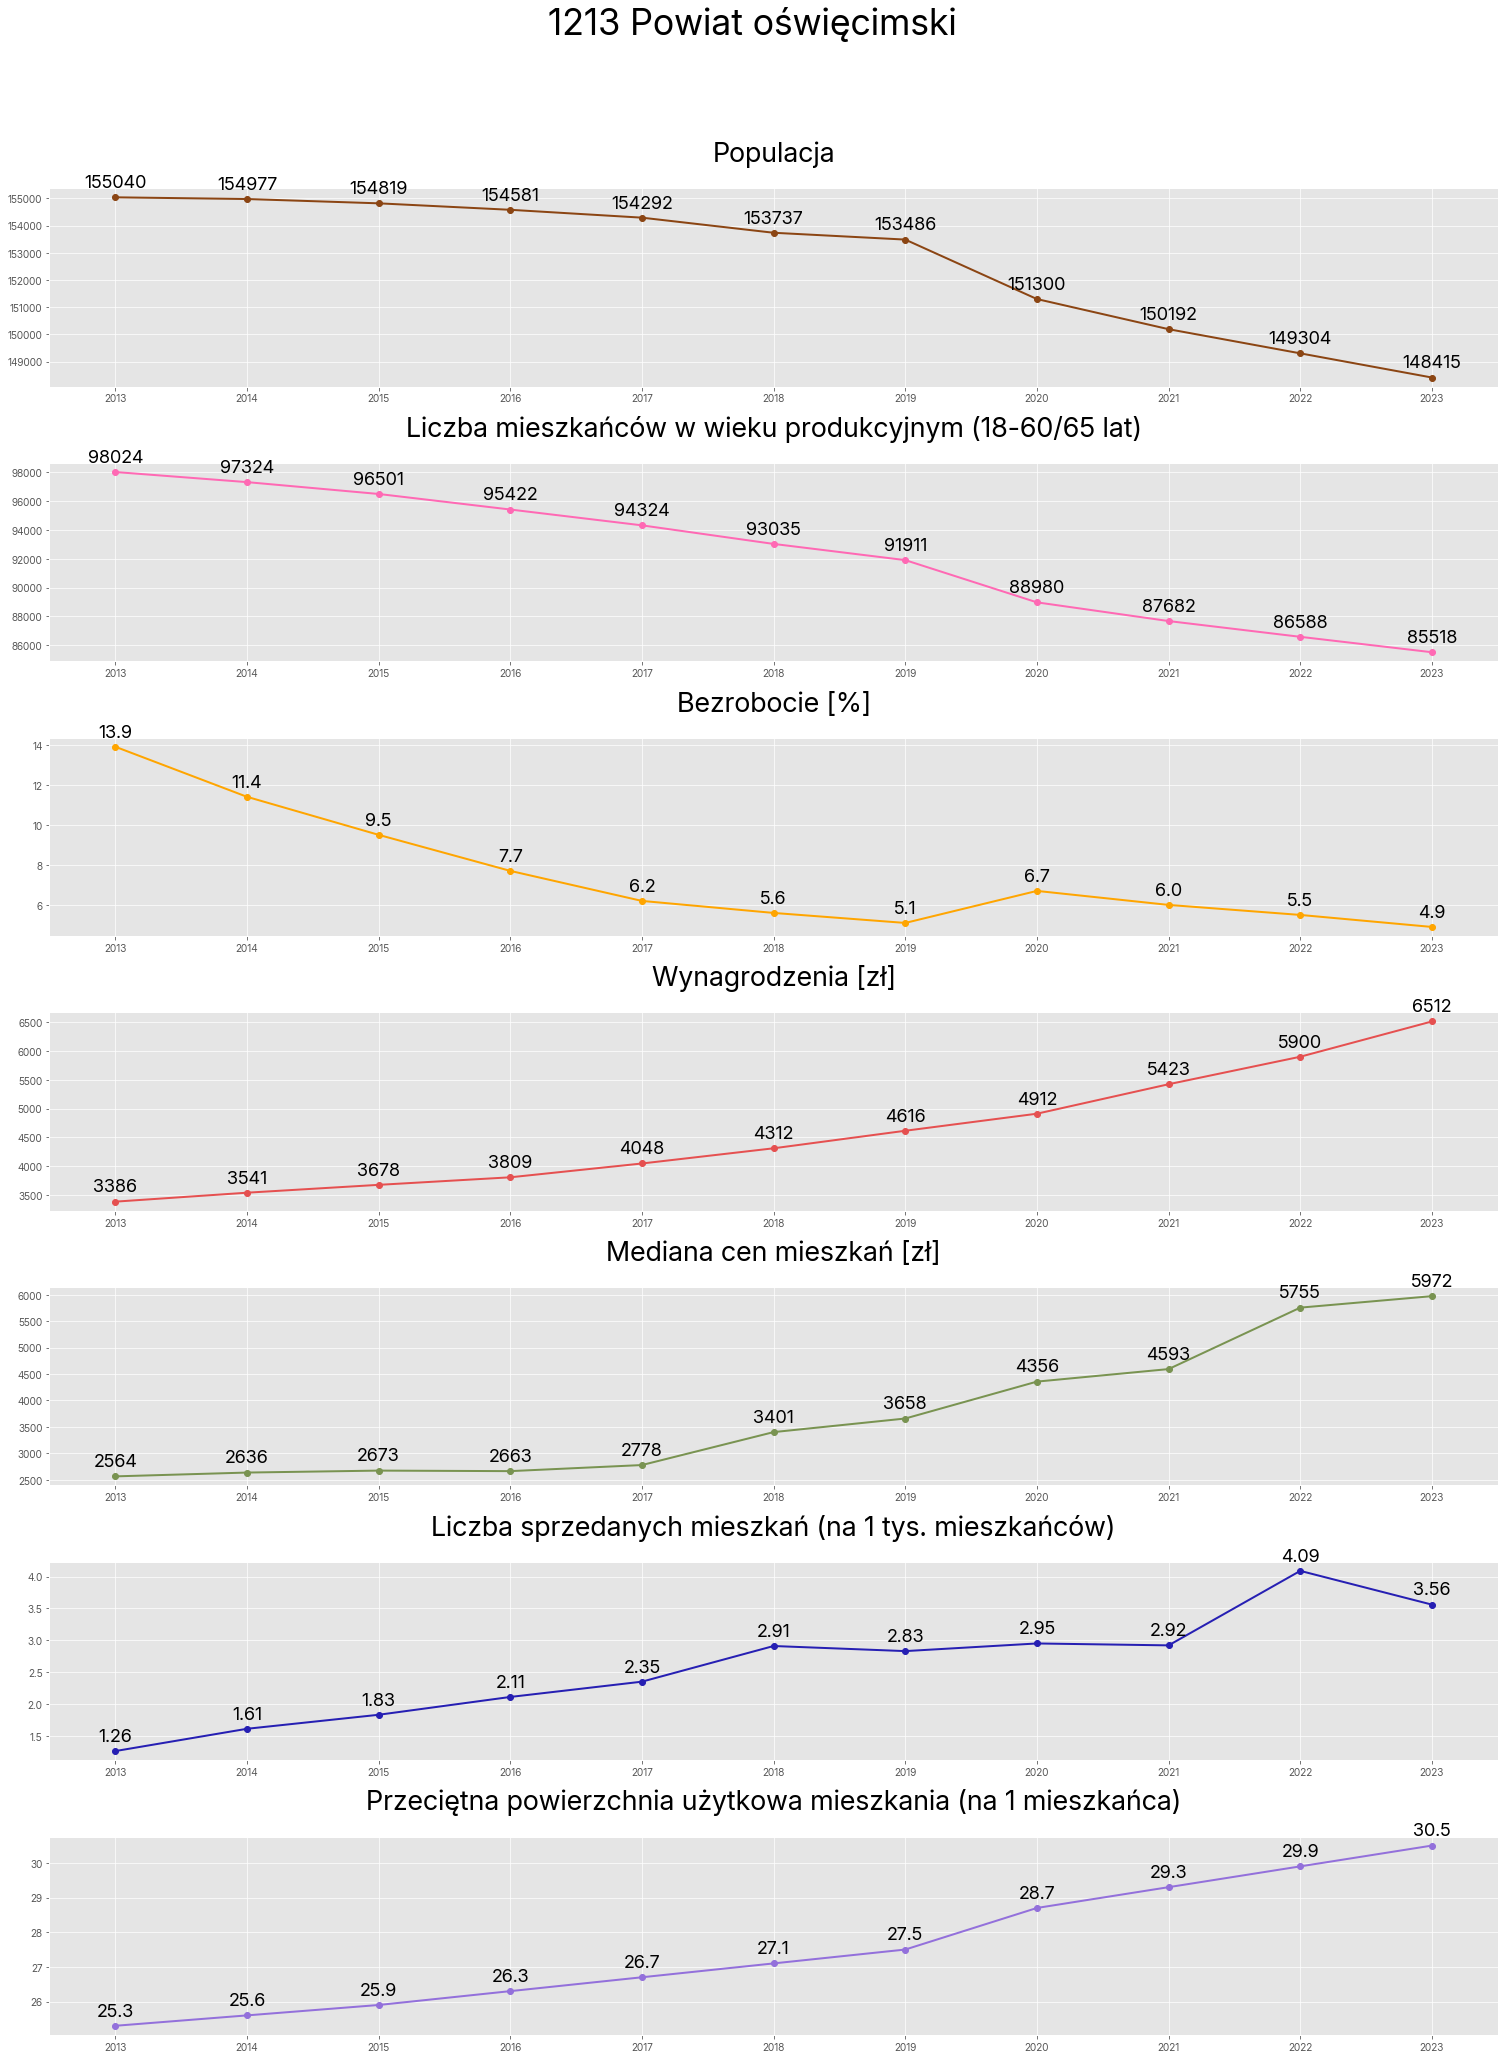 1213 Powiat oświęcimski
Populacja
155040 154977 154819 154581 154292 153737 153486 151300 150192 149304 148415
155000
154000
153000
152000
151000
150000
149000
2013 2014 2015 2016 2017 2018 2019 2020 2021 2022 2023
Liczba mieszkańców w wieku produkcyjnym (18-60/65 lat)
98024 97324 96501 95422 94324 93035 91911 88980 87682 86588 85518
98000
96000
94000
92000
90000
88000
86000
2013 2014 2015 2016 2017 2018 2019 2020 2021 2022 2023
Bezrobocie [%]
13.9 11.4 9.5 7.7 6.2 5.6 5.1 6.7 6.0 5.5 4.9
14
12
10
8
6
2013 2014 2015 2016 2017 2018 2019 2020 2021 2022 2023
Wynagrodzenia [zł]
3386 3541 3678 3809 4048 4312 4616 4912 5423 5900 6512
6500
6000
5500
5000
4500
4000
3500
2013 2014 2015 2016 2017 2018 2019 2020 2021 2022 2023
Mediana cen mieszkań [zł]
2564 2636 2673 2663 2778 3401 3658 4356 4593 5755 5972
6000
5500
5000
4500
4000
3500
3000
2500
2013 2014 2015 2016 2017 2018 2019 2020 2021 2022 2023
Liczba sprzedanych mieszkań (na 1 tys. mieszkańców)
1.26 1.61 1.83 2.11 2.35 2.91 2.83 2.95 2.92 4.09 3.56
4.0
3.5
3.0
2.5
2.0
1.5
2013 2014 2015 2016 2017 2018 2019 2020 2021 2022 2023
Przeciętna powierzchnia użytkowa mieszkania (na 1 mieszkańca)
25.3 25.6 25.9 26.3 26.7 27.1 27.5 28.7 29.3 29.9 30.5
30
29
28
27
26
2013 2014 2015 2016 2017 2018 2019 2020 2021 2022 2023